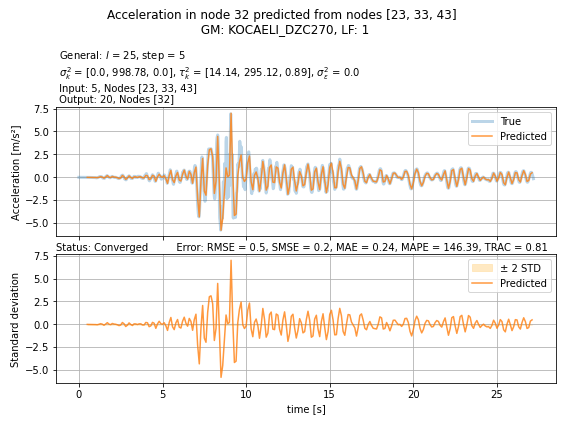 Acceleration in node 32 predicted from nodes [23, 33, 43]
GM: KOCAELI_DZC270, LF: 1
General: l = 25, step = 5
σ²ₖ = [0.0, 998.78, 0.0], τ²ₖ = [14.14, 295.12, 0.89], σ²ε = 0.0
Input: 5, Nodes [23, 33, 43]
Output: 20, Nodes [32]
7.5
5.0
2.5
0.0
−2.5
−5.0
Acceleration [m/s²]
True
Predicted
Status: Converged Error: RMSE = 0.5, SMSE = 0.2, MAE = 0.24, MAPE = 146.39, TRAC = 0.81
7.5
5.0
2.5
0.0
−2.5
−5.0
Standard deviation
± 2 STD
Predicted
0 5 10 15 20 25
time [s]